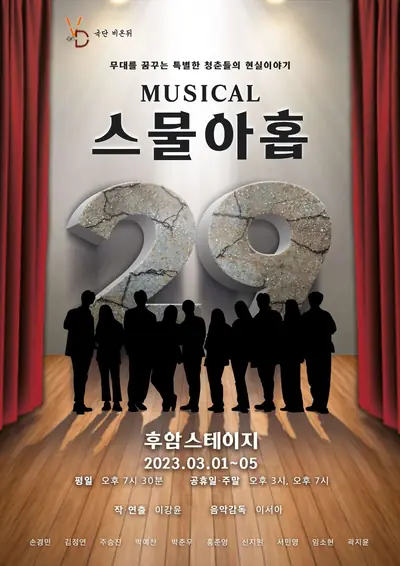 VD
극단 비온뒤
무대를 꿈꾸는 특별한 청춘들의 현실이야기
MUSICAL
스물아홉
29
후암스테이지
2023.03.01~05
평일 오후 7시 30분 공휴일·주말 오후 3시, 오후 7시
작·연출 이강윤 음악감독 이서아
손경민 김정연 주승진 박예찬 박준우 홍준영 신지원 서민영 임소현 곽지윤